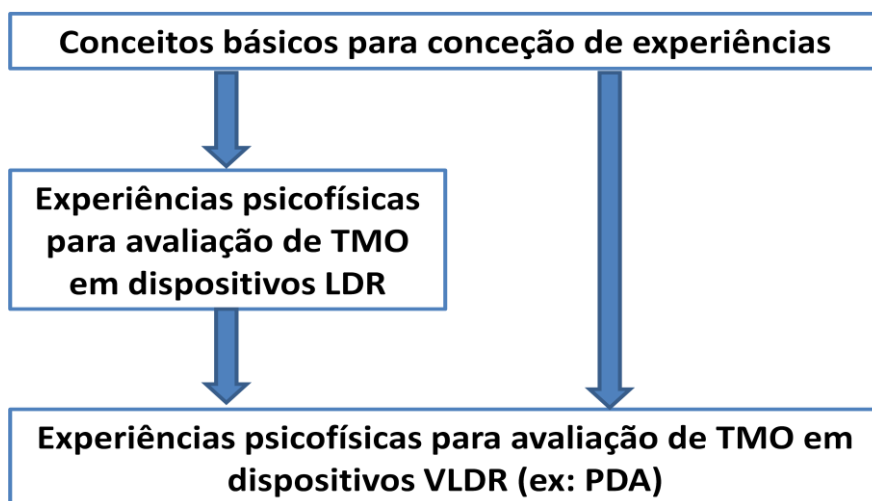 Conceitos básicos para conceção de experiências
Experiências psicofísicas
para avaliação de TMO
em dispositivos LDR
Experiências psicofísicas para avaliação de TMO em
dispositivos VLDR (ex: PDA)